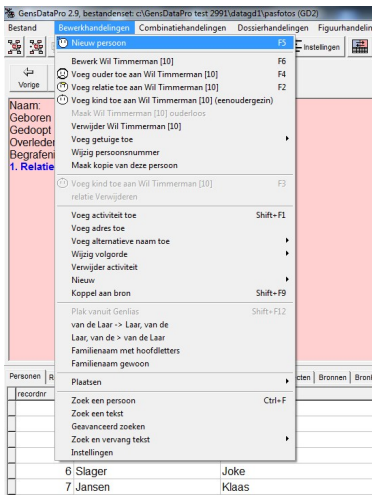 GensDataPro 2.9, bestandenset: c:\GensDataPro test 2991\datagd1\pasfotos (GD2)
Bestand Bewerkhandelingen Combinatiehandelingen Dossierhandelingen Figuurhandelin
Nieuw persoon F5
Instellingen
Bewerk Wil Timmerman [10] F6
Voeg ouder toe aan Wil Timmerman [10] F4
Vorige
Voeg relatie toe aan Wil Timmerman [10] F2
Voeg kind toe aan Wil Timmerman [10] (eenoudergezin)
Naam:
Maak Wil Timmerman [10] ouderloos
Geboren
Verwijder Wil Timmerman [10]
Gedoopt
Voeg getuige toe
Overleden
Wijzig persoonsnummer
Begrafeni
Maak kopie van deze persoon
1. Relatie
Voeg kind toe aan Wil Timmerman [10] F3
relatie Verwijderen
Voeg activiteit toe Shift+F1
Voeg adres toe
Voeg alternatieve naam toe
Wijzig volgorde
Verwijder activiteit
Nieuw
Koppel aan bron Shift+F9
Plak vanuit Genlias Shift+F12
van de Laar -> Laar, van de
Laar, van de > van de Laar
Familienaam met hoofdletters
Familienaam gewoon
Personen R
Plaatsen
cten Bronnen Bronk
recordnr
Zoek een persoon Ctrl+F
Zoek een tekst
Geavanceerd zoeken
Zoek en vervang tekst
Instellingen
6 Slager Joke
7 Jansen Klaas